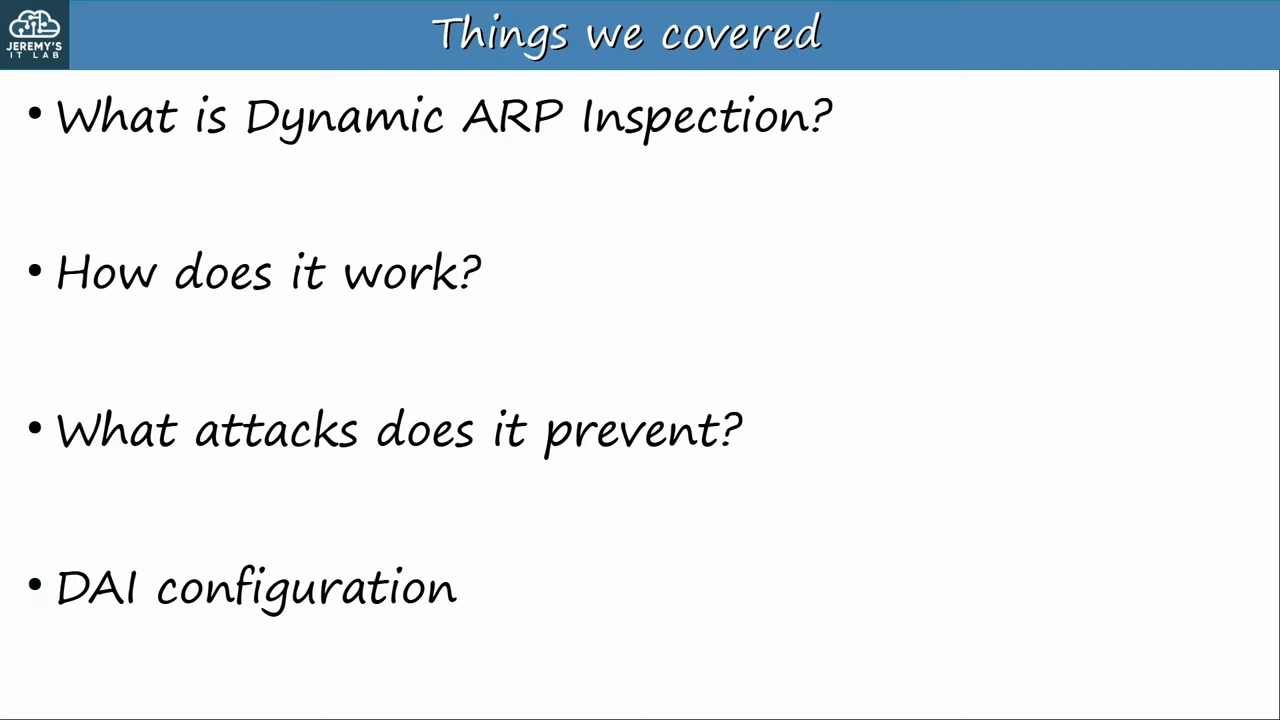 JEREMY'S
IT LAB
Things we covered
• What is Dynamic ARP Inspection?
• How does it work?
• What attacks does it prevent?
• DAI configuration